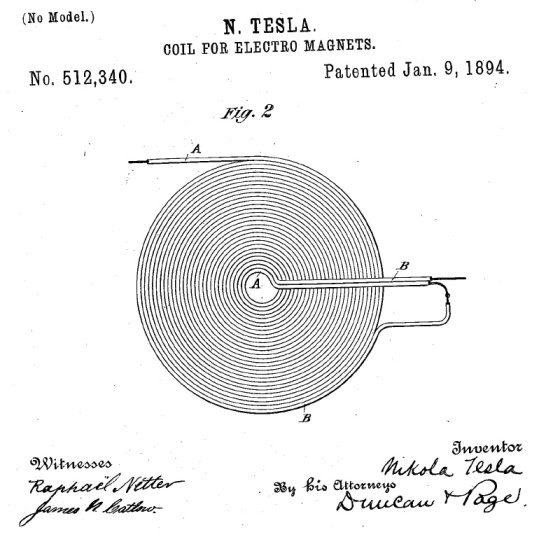 (No Model.)
N. TESLA.
COIL FOR ELECTRO MAGNETS.
No. 512,340.
Patented Jan. 9, 1894.
Fig. 2
A
A
B
B
Witnesses
Raphaël Netter
James N. Catlow.
Inventor
Nikola Tesla
By his Attorneys
Duncan & Page.